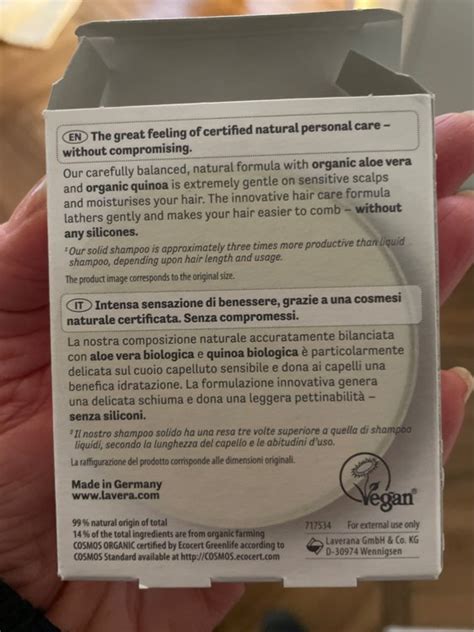 EN The great feeling of certified natural personal care –
without compromising.
Our carefully balanced, natural formula with organic aloe vera
and organic quinoa is extremely gentle on sensitive scalps
and moisturises your hair. The innovative hair care formula
lathers gently and makes your hair easier to comb – without
any silicones.
² Our solid shampoo is approximately three times more productive than liquid
shampoo, depending upon hair length and usage.
The product image corresponds to the original size.
IT Intensa sensazione di benessere, grazie a una cosmesi
naturale certificata. Senza compromessi.
La nostra composizione naturale accuratamente bilanciata
con aloe vera biologica e quinoa biologica è particolarmente
delicata sul cuoio capelluto sensibile e dona ai capelli una
benefica idratazione. La formulazione innovativa genera
una delicata schiuma e dona una leggera pettinabilità –
senza siliconi.
² Il nostro shampoo solido ha una resa tre volte superiore a quella di shampoo
liquidi, secondo la lunghezza del capello e le abitudini d'uso.
La raffigurazione del prodotto corrisponde alle dimensioni originali.
Made in Germany
www.lavera.com
Vegan
99 % natural origin of total
14 % of the total ingredients are from organic farming
COSMOS ORGANIC certified by Ecocert Greenlife according to
COSMOS Standard available at http://COSMOS.ecocert.com
717534 For external use only
Laverana GmbH & Co. KG
D-30974 Wennigsen